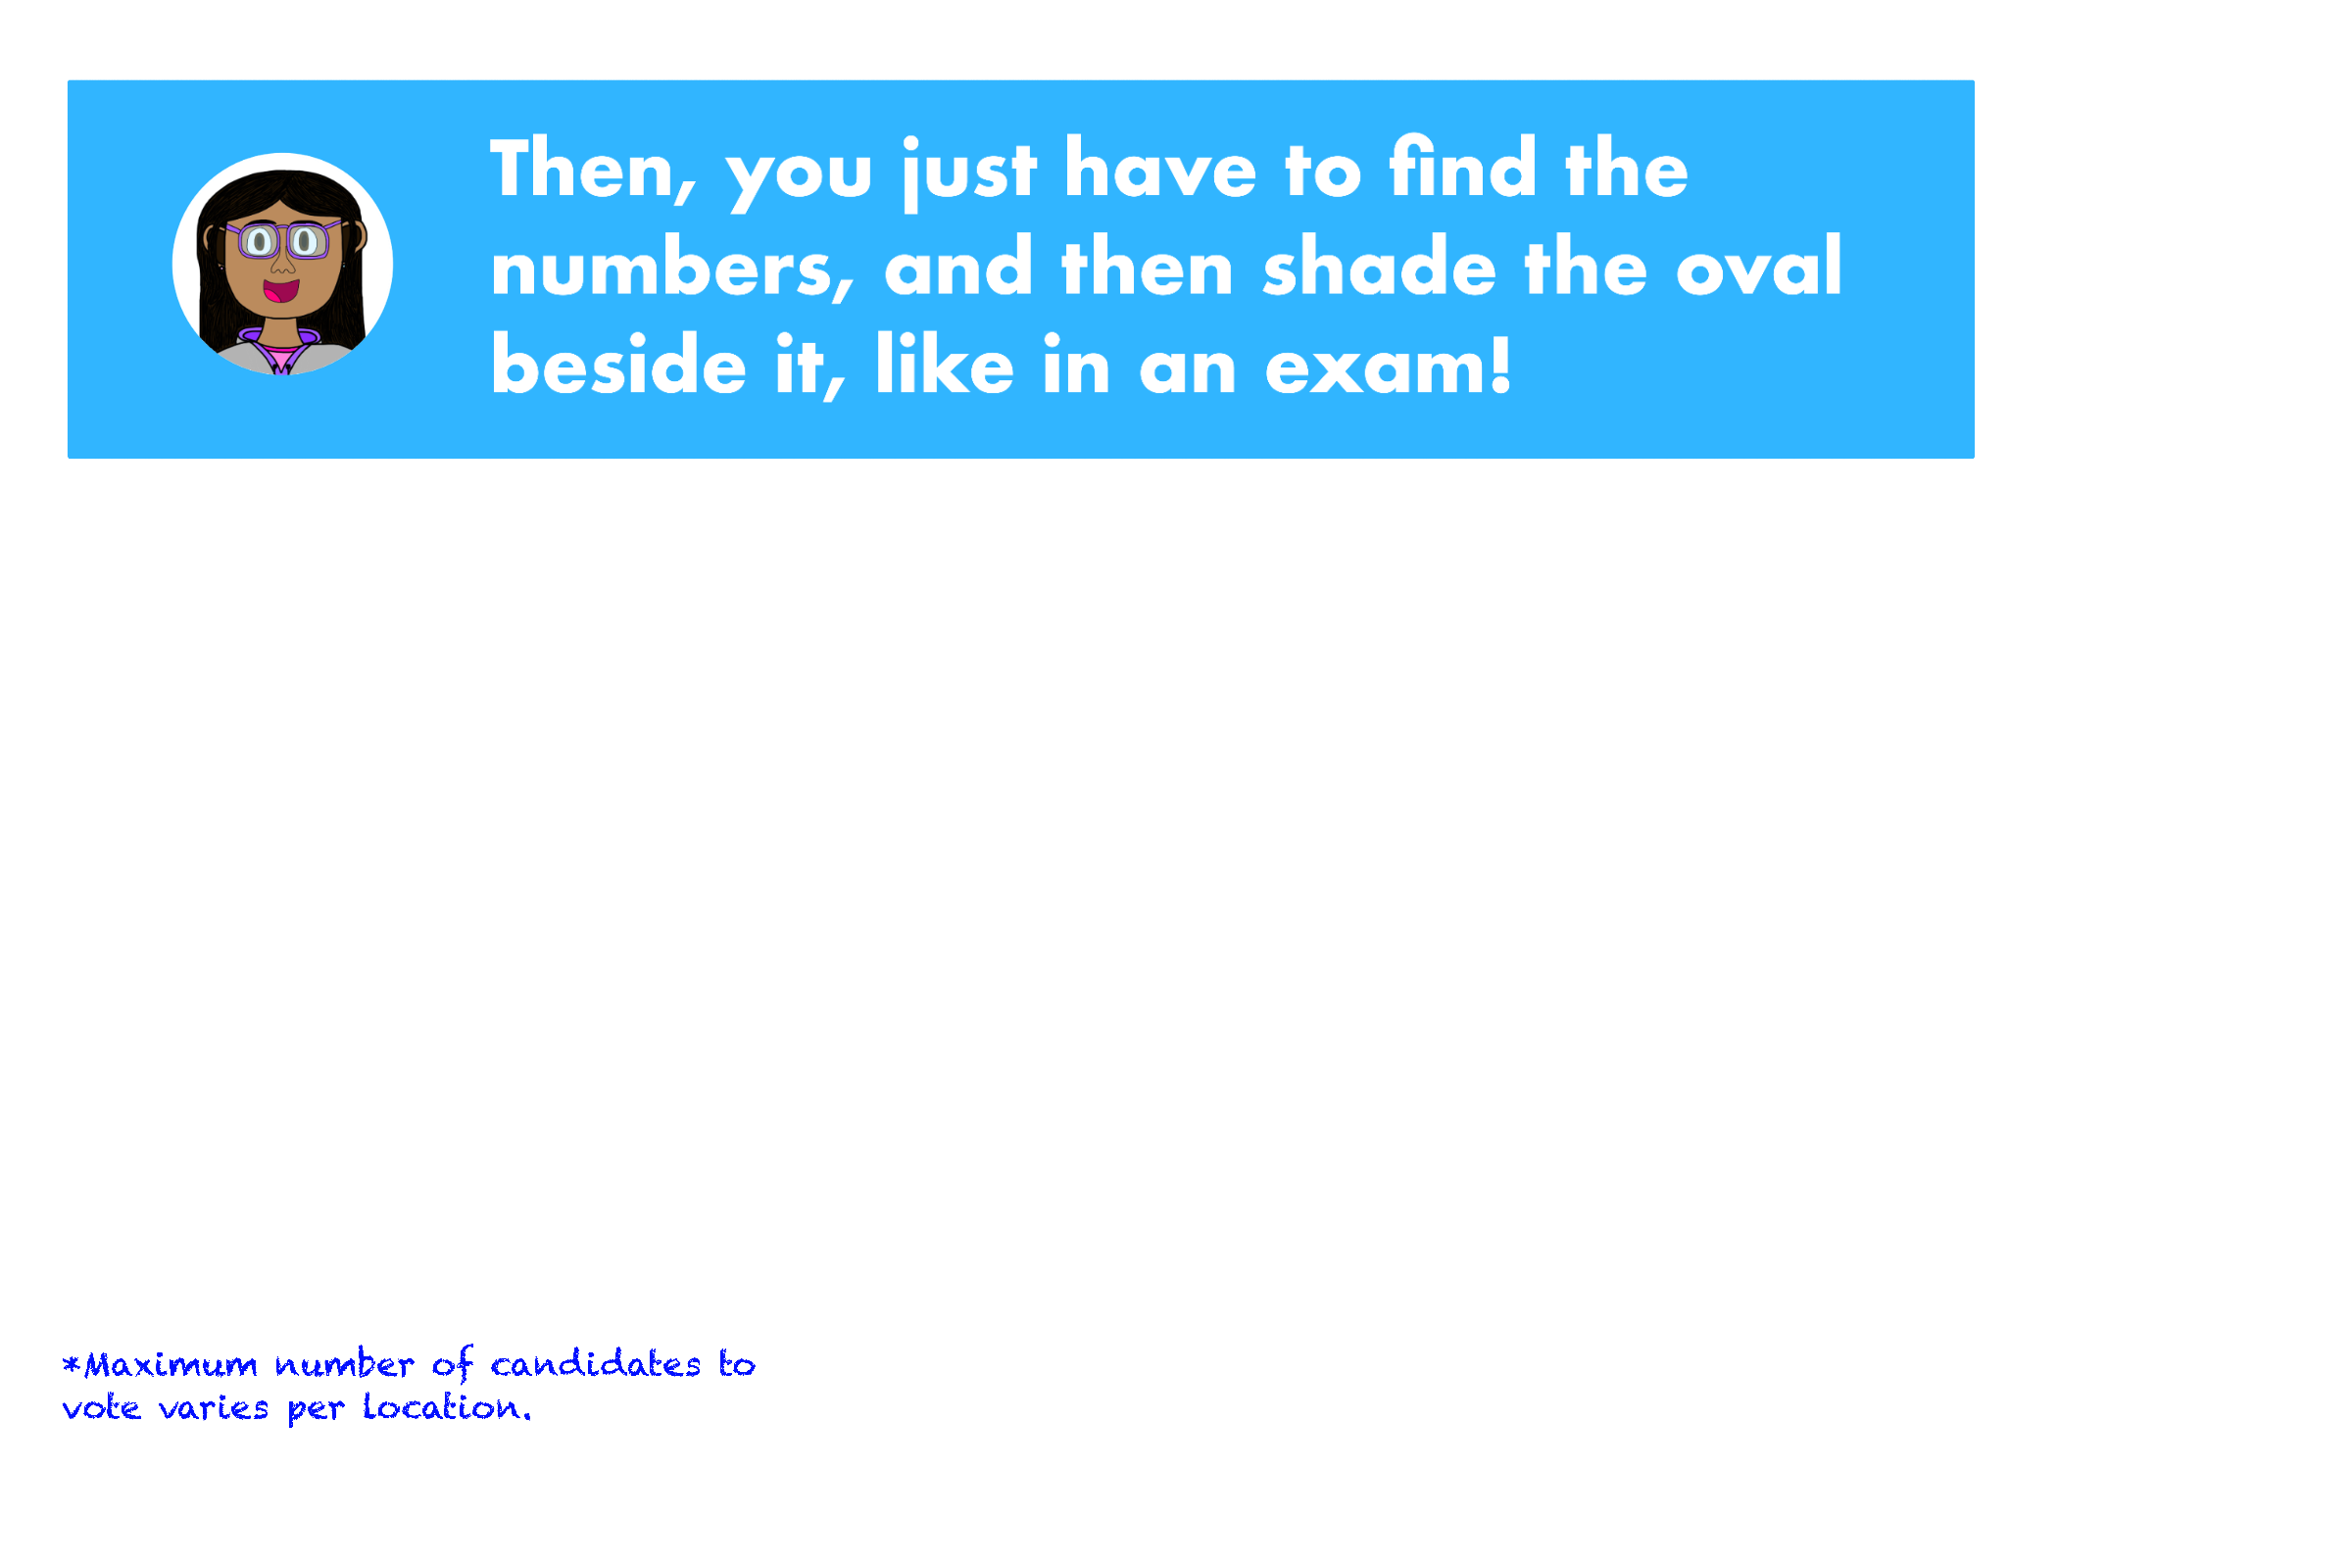 Then, you just have to find the
numbers, and then shade the oval
beside it, like in an exam!
*Maximum number of candidates to
vote varies per location.